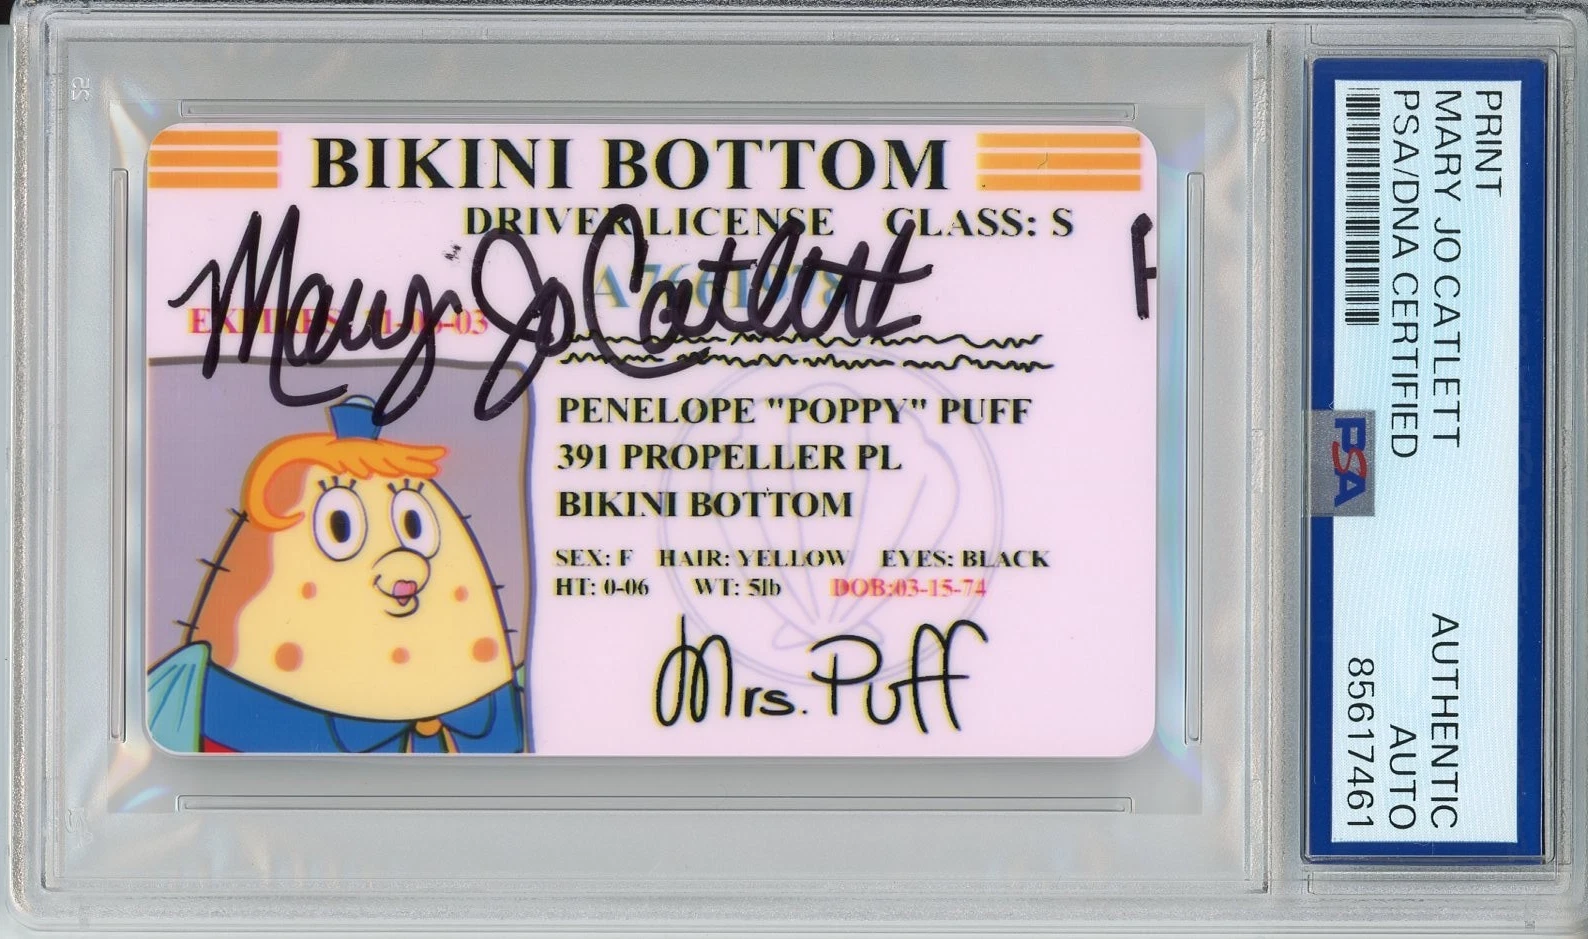 BIKINI BOTTOM
DRIVER LICENSE CLASS: S
Mary Jo Catlett
EXPIRES:
PENELOPE "POPPY" PUFF
391 PROPELLER PL
BIKINI BOTTOM
SEX: F HAIR: YELLOW EYES: BLACK
HT: 0-06 WT: 5lb DOB:03-15-74
Mrs. Puff
PRINT
MARY JO CATLETT
PSA/DNA CERTIFIED
AUTHENTIC
AUTO
85617461
PSA